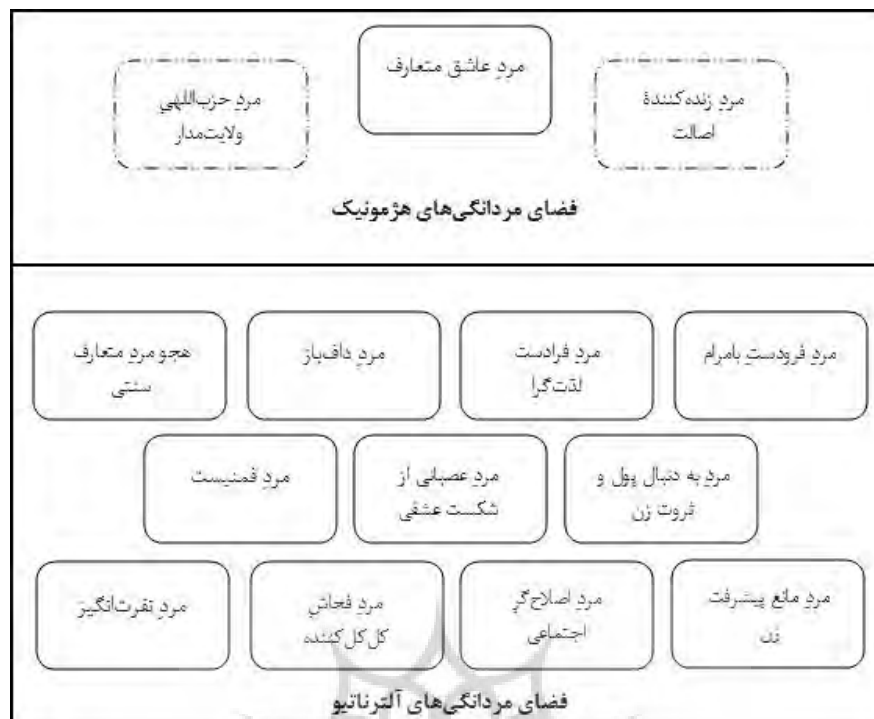 مردِ عاشق متعارف
مردِ زنده‌کنندهٔ
اصالت
مردِ حزب‌اللهیِ
ولایت‌مدار
فضای مردانگی‌های هژمونیک
مردِ فرودستِ بامرام
مردِ فرادست
لذت‌گرا
مردِ داف‌باز
هجو مردِ متعارف
سنتی
مردِ به دنبال پول و
ثروت زن
مردِ عصبانی از
شکست عشقی
مردِ فمنیست
مردِ مانع پیشرفت
زن
مردِ اصلاح‌گرِ
اجتماعی
مردِ فحاشِ
کل‌کل‌کننده
مردِ نفرت‌انگیز
فضای مردانگی‌های آلترناتیو